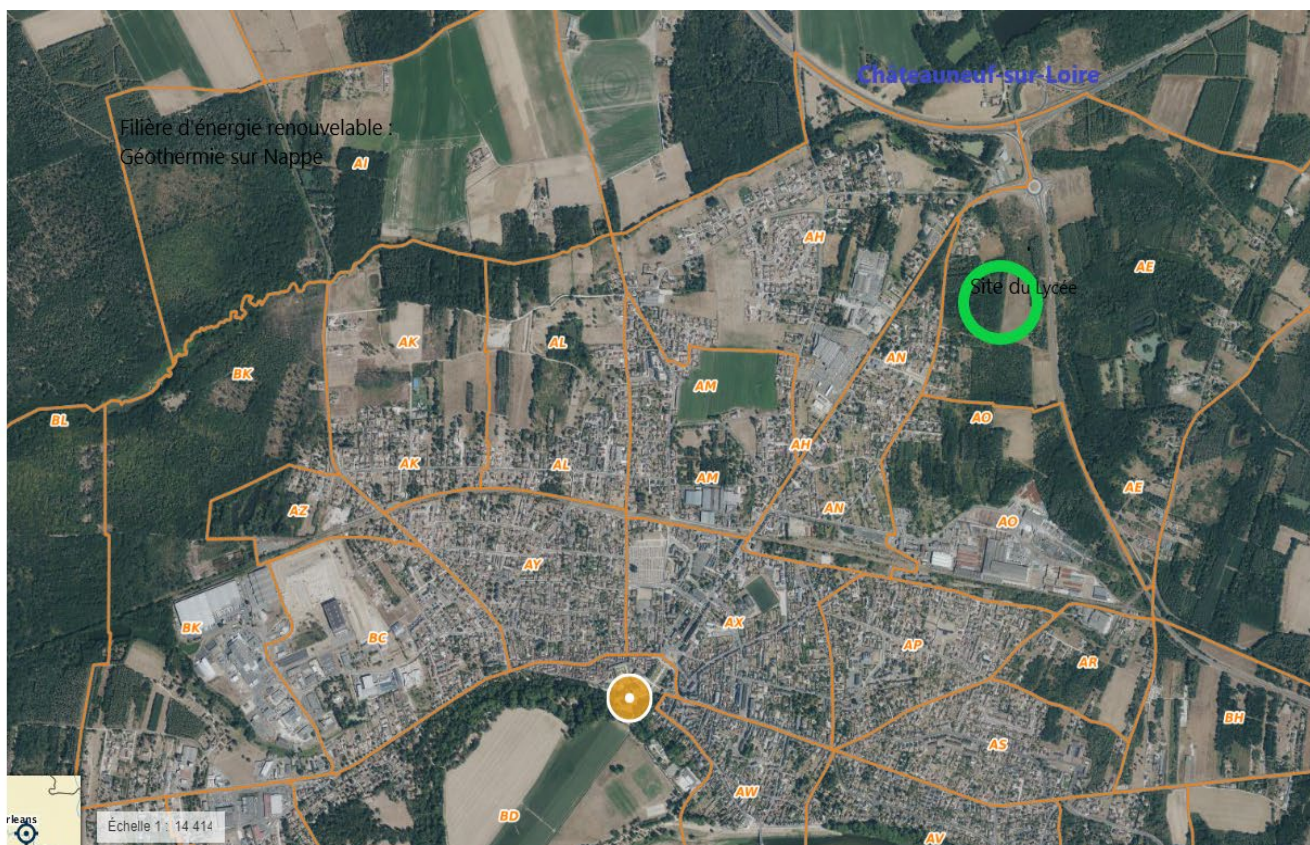 Châteauneuf-sur-Loire
Filière d'énergie renouvelable :
Géothermie sur Nappe
AI
AH
AE
Site du Lycée
AK
AL
AN
BK
AM
BL
AO
AH
AK
AL
AM
AE
AZ
AN
AO
AY
BK
BC
AX
AP
AR
BH
AS
AW
BD
AV
rleans
Échelle 1 : 14 414